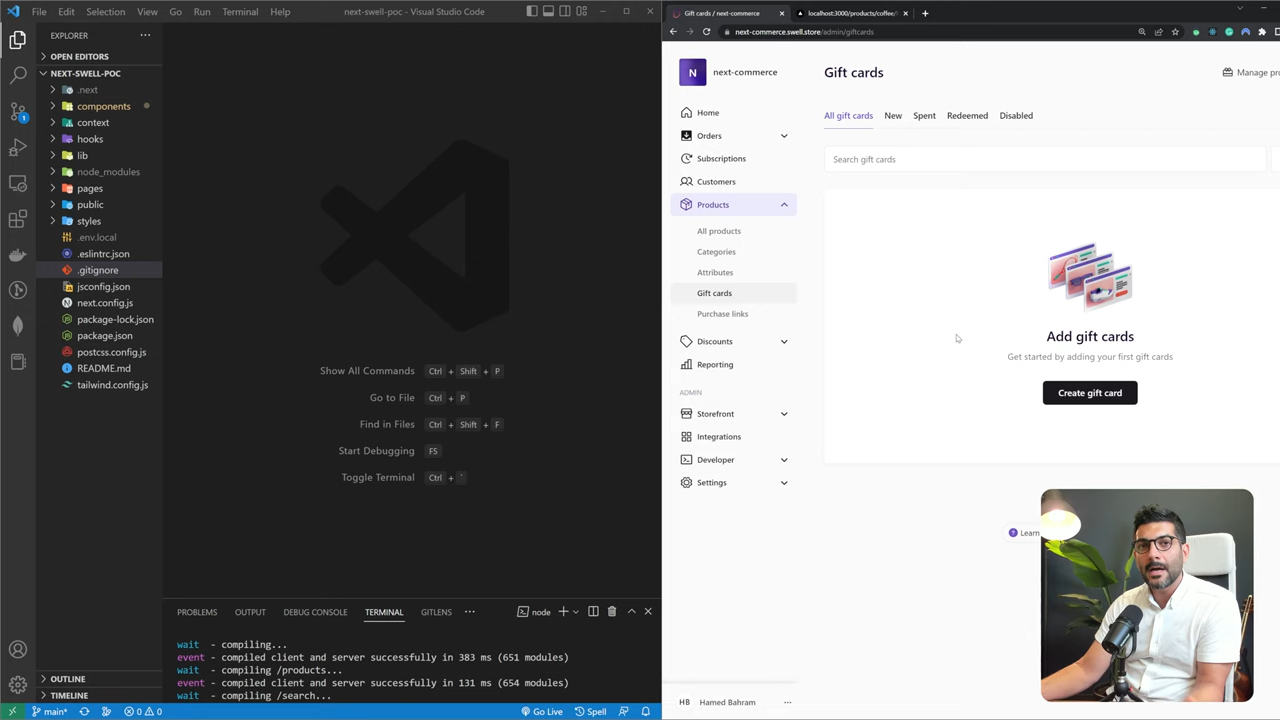 File Edit View Go Run Terminal Help
next-swell-poc - Visual Studio Code
EXPLORER
OPEN EDITORS
NEXT-SWELL-POC
.next
components
context
lib
node_modules
pages
public
styles
.env.local
.eslintrc.json
.gitignore
jsconfig.json
next.config.js
package-lock.json
package.json
postcss.config.js
README.md
tailwind.config.js
OUTLINE
TIMELINE
1
Show All Commands Ctrl + Shift + P
Go to File Ctrl + P
Find in Files Ctrl + Shift + F
Start Debugging F5
Toggle Terminal Ctrl + `
PROBLEMS OUTPUT DEBUG CONSOLE TERMINAL GITLENS
node
wait - compiling...
event - compiled client and server successfully in 383 ms (651 modules)
wait - compiling /products...
event - compiled client and server successfully in 131 ms (654 modules)
wait - compiling /search...
main* 0 0 Go Live Spell
Gift cards / next-commerce
localhost:3000/products/coffee/
next-commerce.swell.store/admin/giftcards
N next-commerce
Home
Orders
Subscriptions
Customers
Products
All products
Categories
Attributes
Gift cards
Purchase links
Discounts
Reporting
ADMIN
Storefront
Integrations
Developer
Settings
HB Hamed Bahram
Gift cards
Manage pro
All gift cards New Spent Redeemed Disabled
Search gift cards
Add gift cards
Get started by adding your first gift cards
Create gift card
Learn